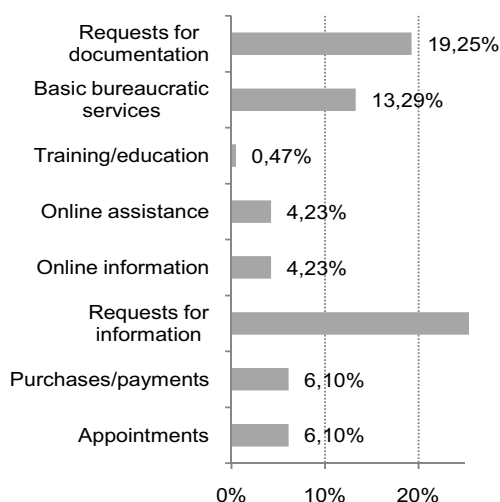 Requests for
documentation
19,25%
Basic bureaucratic
services
13,29%
Training/education
0,47%
Online assistance
4,23%
Online information
4,23%
Requests for
information
Purchases/payments
6,10%
Appointments
6,10%
0% 10% 20%